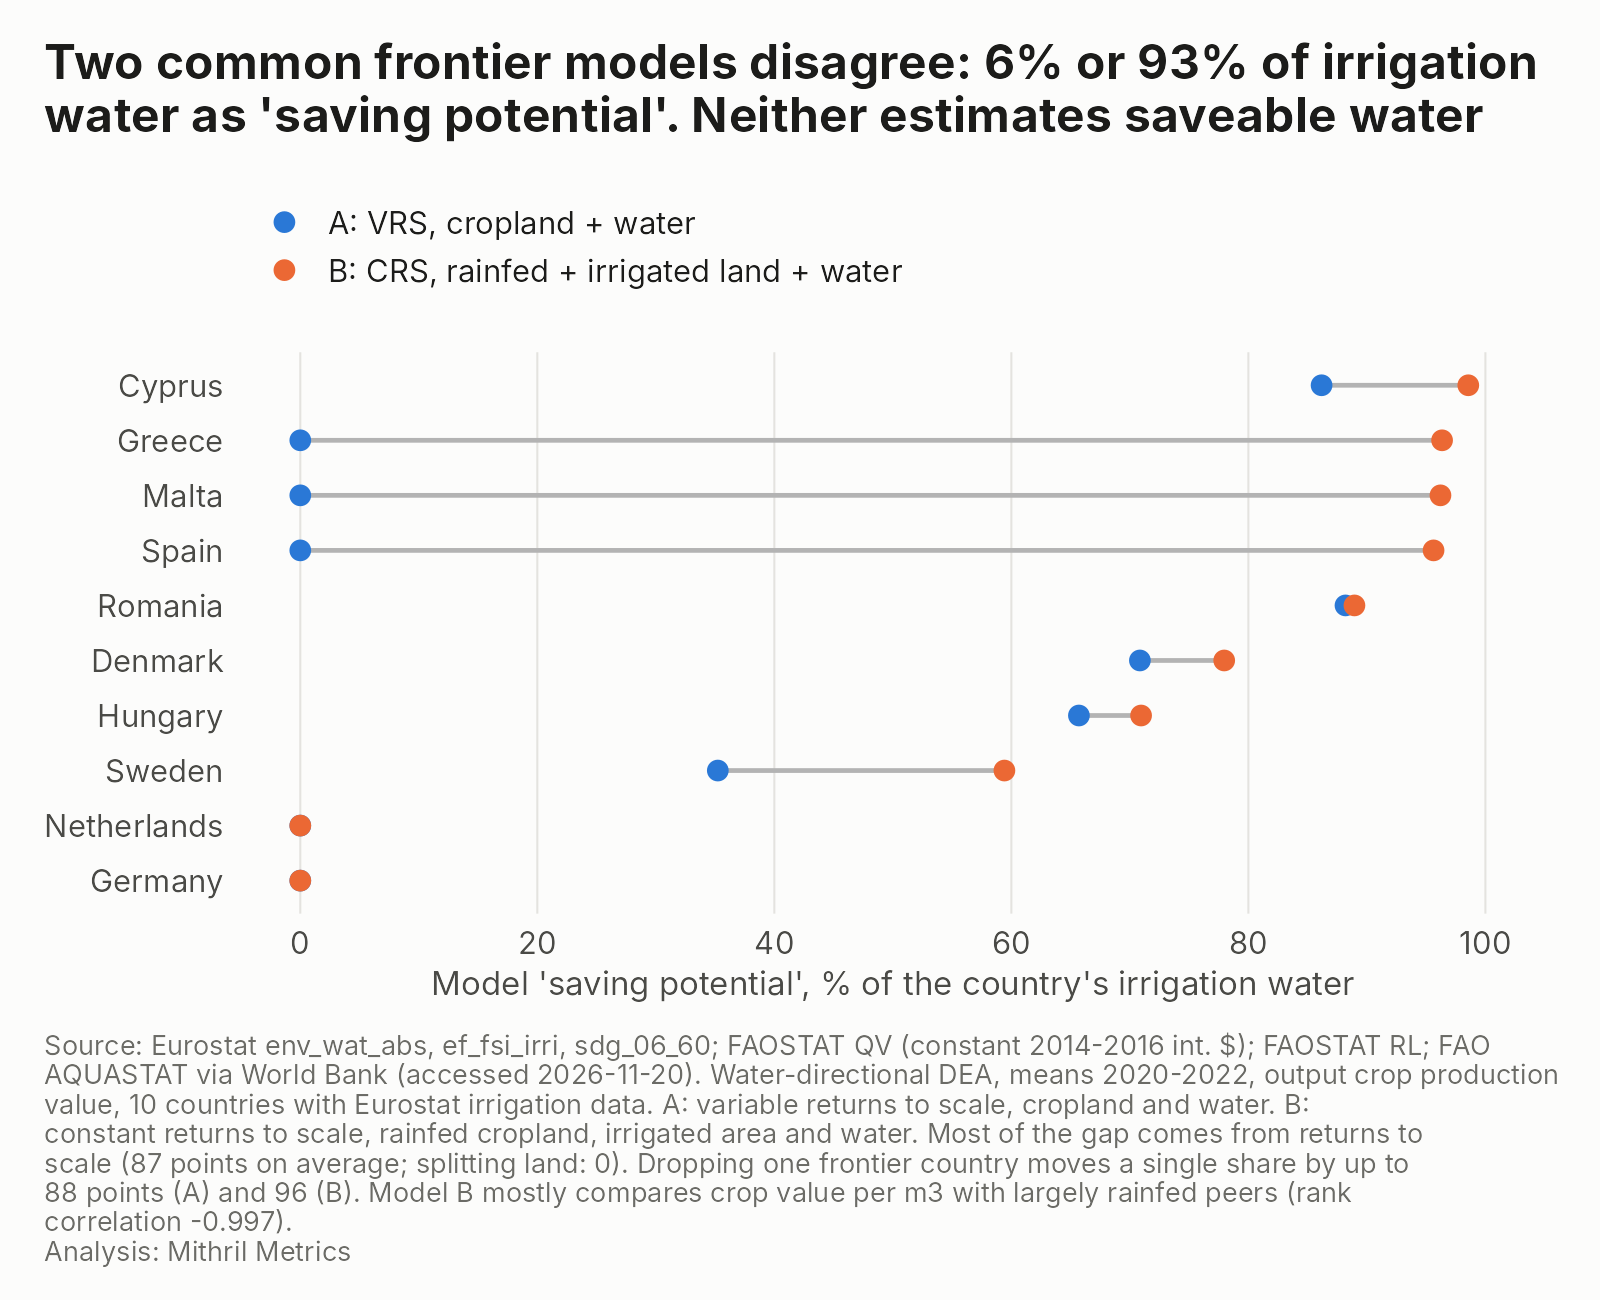 Two common frontier models disagree: 6% or 93% of irrigation
water as 'saving potential'. Neither estimates saveable water
A: VRS, cropland + water
B: CRS, rainfed + irrigated land + water
Cyprus
Greece
Malta
Spain
Romania
Denmark
Hungary
Sweden
Netherlands
Germany
0 20 40 60 80 100
Model 'saving potential', % of the country's irrigation water
Source: Eurostat env_wat_abs, ef_fsi_irri, sdg_06_60; FAOSTAT QV (constant 2014-2016 int. $); FAOSTAT RL; FAO
AQUASTAT via World Bank (accessed 2026-11-20). Water-directional DEA, means 2020-2022, output crop production
value, 10 countries with Eurostat irrigation data. A: variable returns to scale, cropland and water. B:
constant returns to scale, rainfed cropland, irrigated area and water. Most of the gap comes from returns to
scale (87 points on average; splitting land: 0). Dropping one frontier country moves a single share by up to
88 points (A) and 96 (B). Model B mostly compares crop value per m3 with largely rainfed peers (rank
correlation -0.997).
Analysis: Mithril Metrics